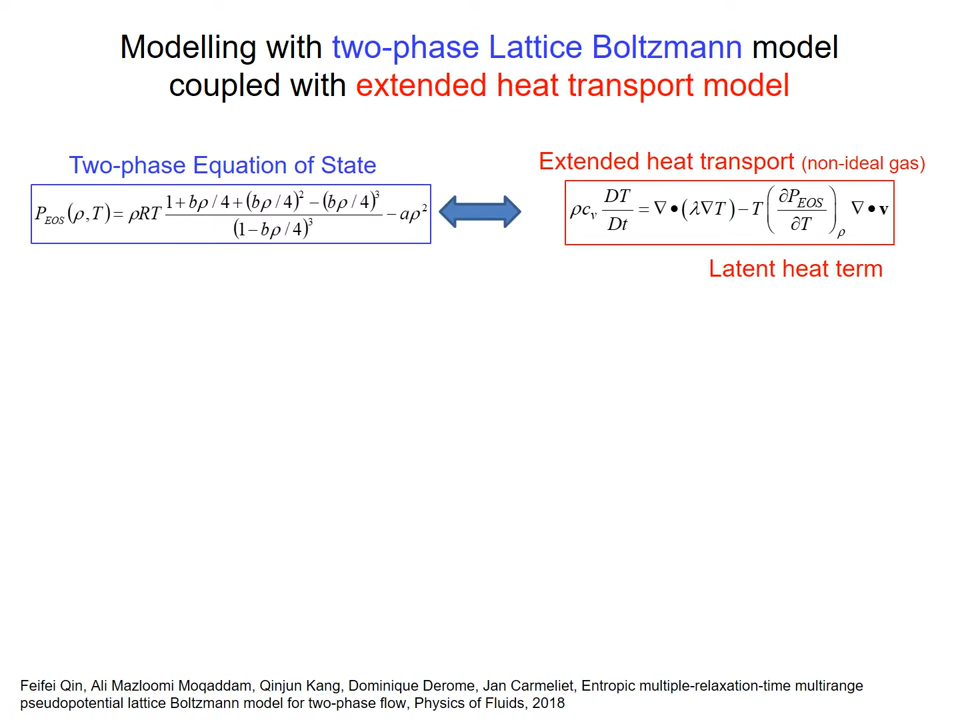 Modelling with two-phase Lattice Boltzmann model
coupled with extended heat transport model
Two-phase Equation of State
P_EOS(ρ, T) = ρRT (1 + bρ / 4 + (bρ / 4)² − (bρ / 4)³) / (1 − bρ / 4)³ − aρ²
Extended heat transport (non-ideal gas)
ρc_v DT/Dt = ∇ • (λ∇T) − T (∂P_EOS/∂T)_ρ ∇ • v
Latent heat term
Feifei Qin, Ali Mazloomi Moqaddam, Qinjun Kang, Dominique Derome, Jan Carmeliet, Entropic multiple-relaxation-time multirange
pseudopotential lattice Boltzmann model for two-phase flow, Physics of Fluids, 2018